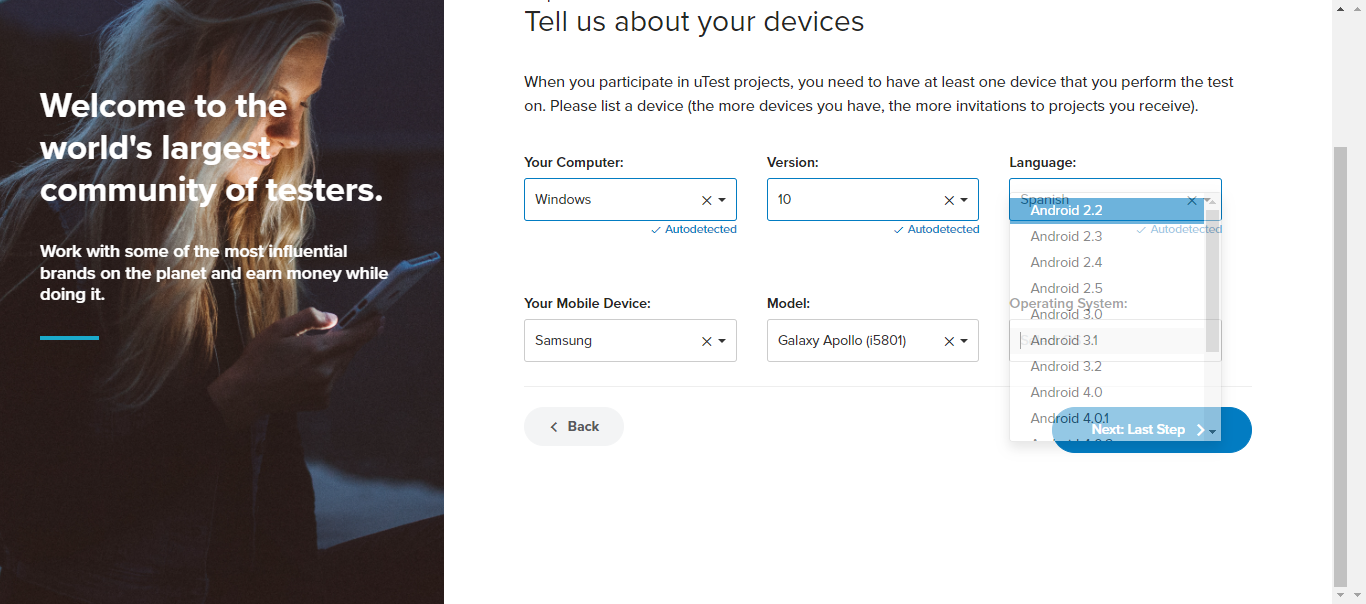 Tell us about your devices
Welcome to the
world's largest
community of testers.
Work with some of the most influential
brands on the planet and earn money while
doing it.
When you participate in uTest projects, you need to have at least one device that you perform the test
on. Please list a device (the more devices you have, the more invitations to projects you receive).
Your Computer:
Version:
Language:
Windows
10
Spanish
Autodetected
Autodetected
Autodetected
Your Mobile Device:
Model:
Operating System:
Samsung
Galaxy Apollo (i5801)
Android 2.2
Android 2.3
Android 2.4
Android 2.5
Android 3.0
Android 3.1
Android 3.2
Android 4.0
Android 4.0.1
Back
Next: Last Step